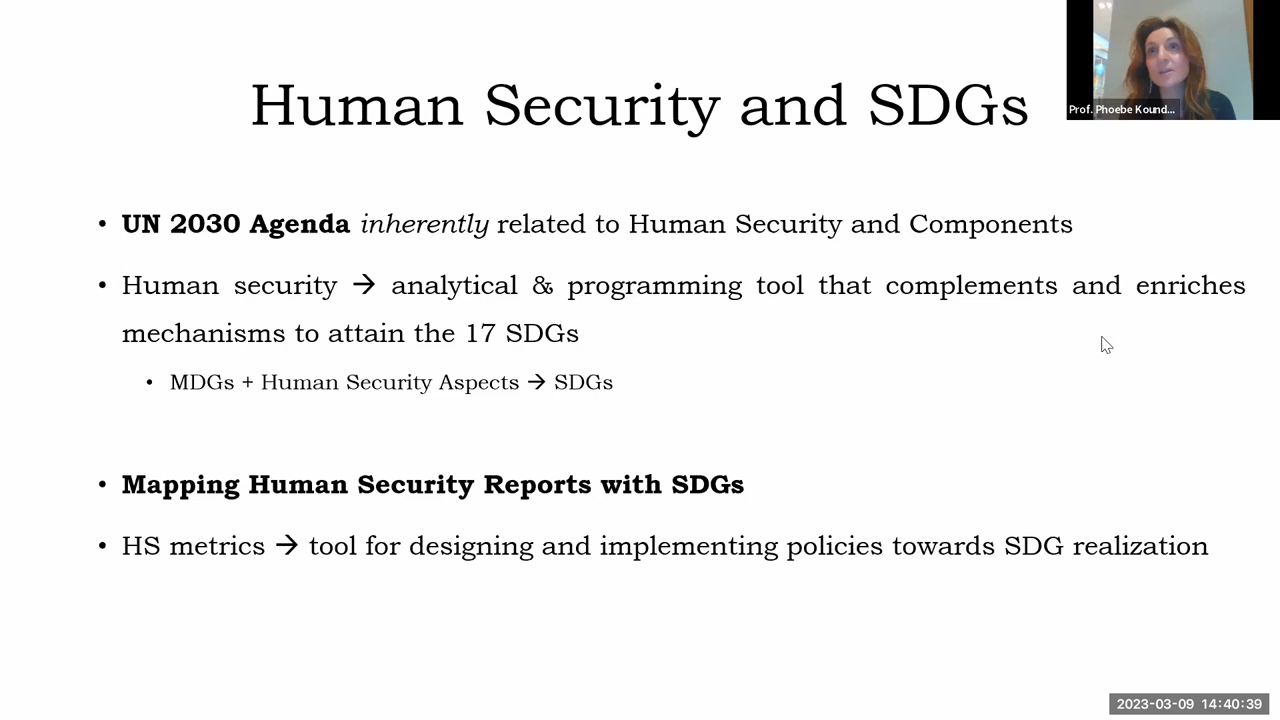 Human Security and SDGs
Prof. Phoebe Kound...
• UN 2030 Agenda inherently related to Human Security and Components
• Human security → analytical & programming tool that complements and enriches
mechanisms to attain the 17 SDGs
• MDGs + Human Security Aspects → SDGs
• Mapping Human Security Reports with SDGs
• HS metrics → tool for designing and implementing policies towards SDG realization
2023-03-09 14:40:39